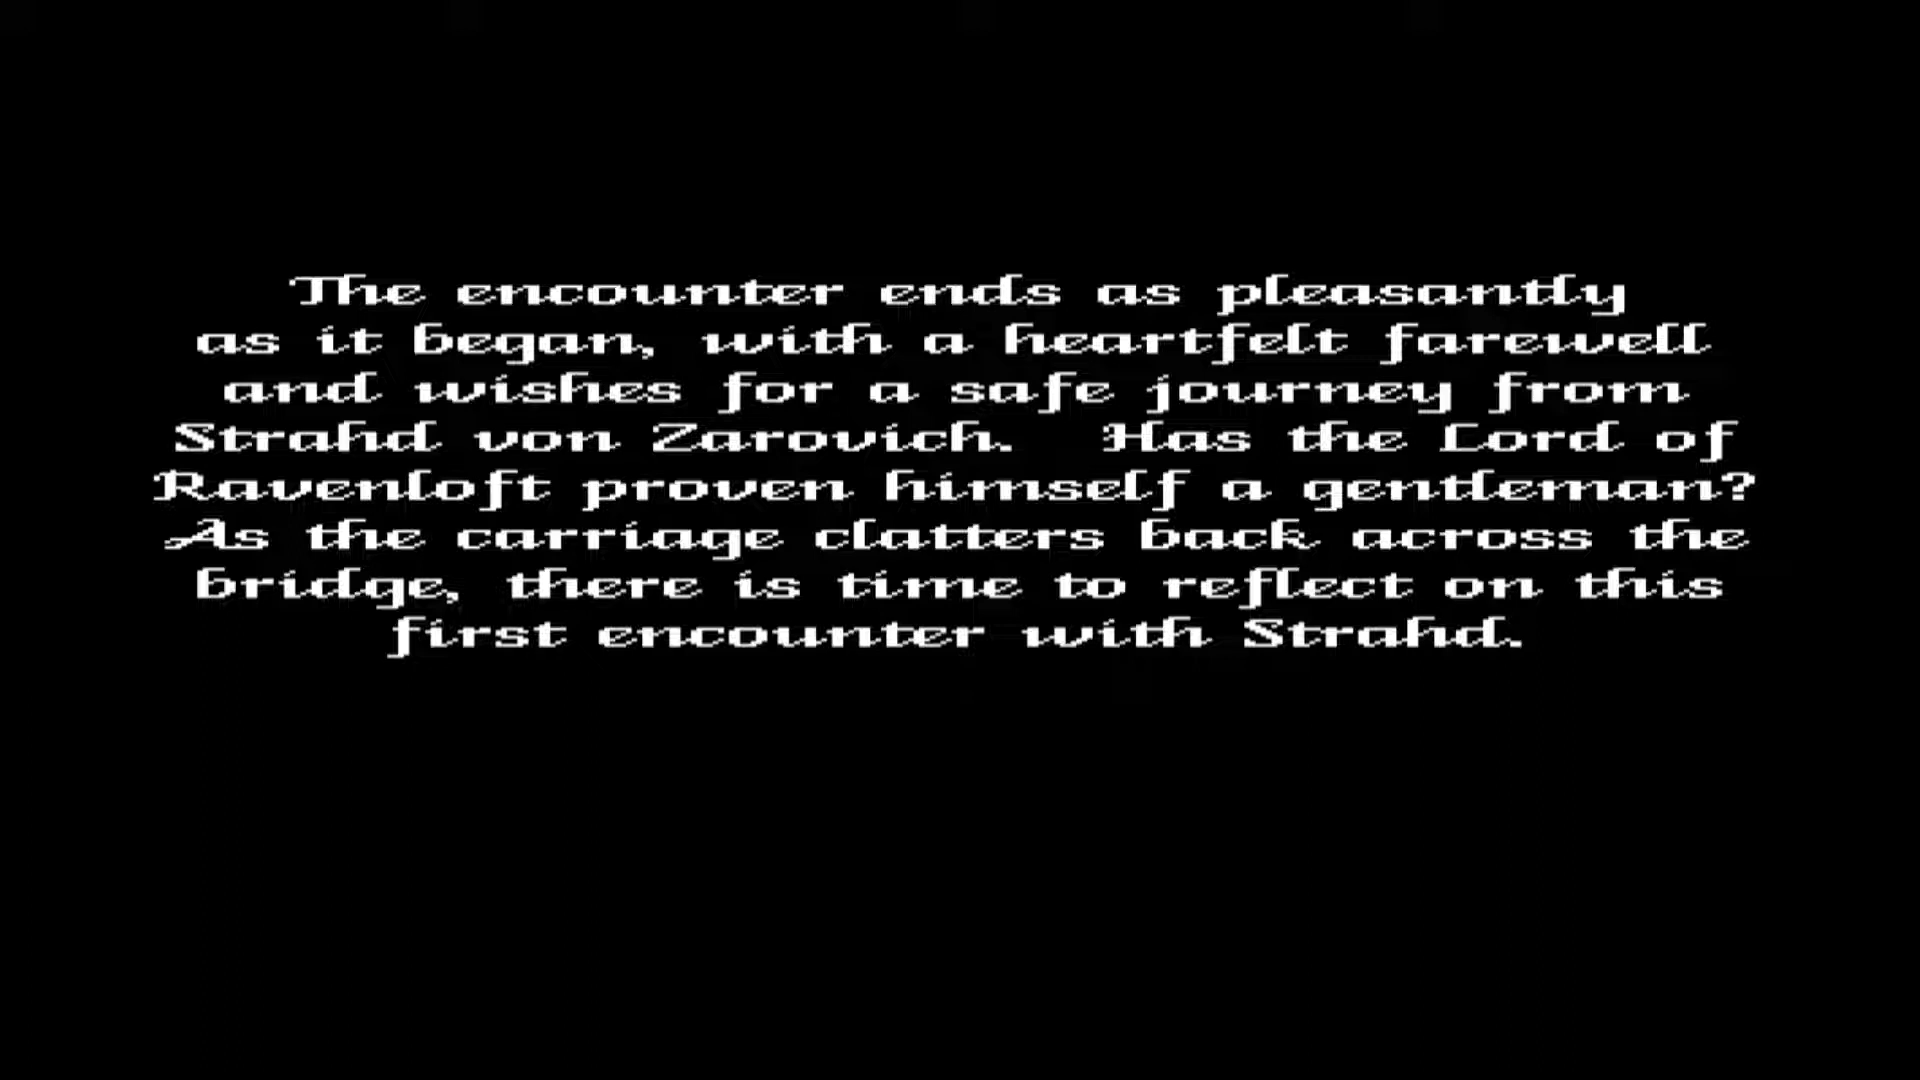 The encounter ends as pleasantly
as it began, with a heartfelt farewell
and wishes for a safe journey from
Strahd von Zarovich.  Has the Lord of
Ravenloft proven himself a gentleman?
As the carriage clatters back across the
bridge, there is time to reflect on this
first encounter with Strahd.